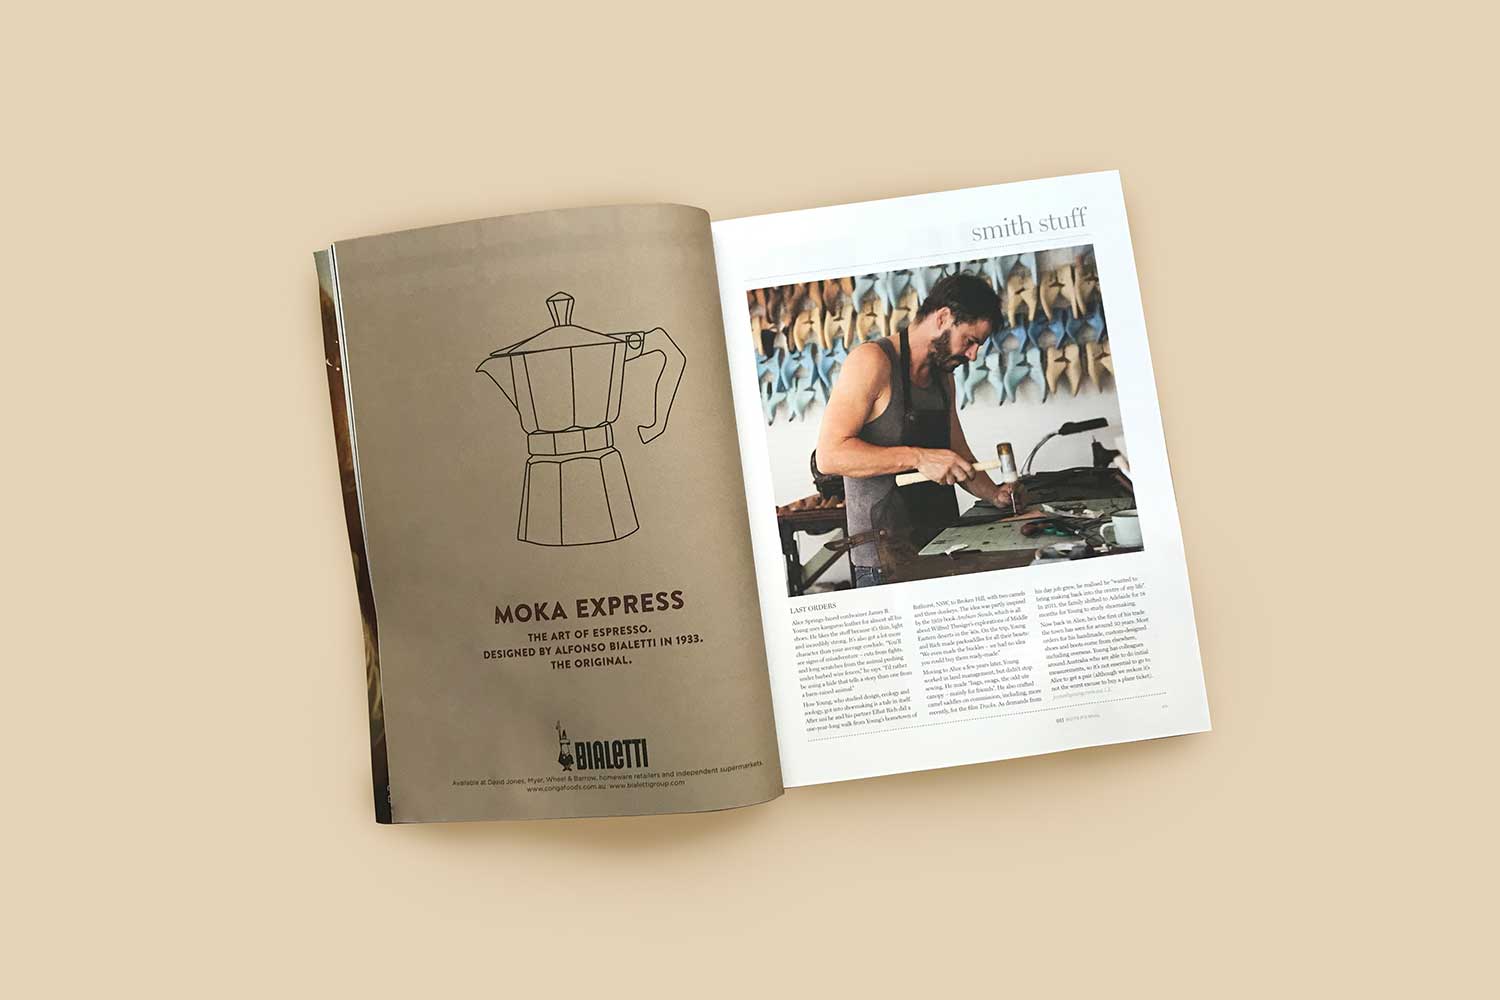 MOKA EXPRESS
THE ART OF ESPRESSO.
DESIGNED BY ALFONSO BIALETTI IN 1933.
THE ORIGINAL.
BIALETTI
Available at David Jones, Myer, Wheel & Barrow, homeware retailers and independent supermarkets.
www.congafoods.com.au www.bialettigroup.com
smith stuff
LAST ORDERS
Alice Springs-based cordwainer James B.
Young uses kangaroo leather for almost all his
shoes. He likes the stuff because it's thin, light
and incredibly strong. It's also got a lot more
character than your average cowhide. "You'll
see signs of misadventure – cuts from fights,
and long scratches from the animal pushing
under barbed wire fences," he says. "I'd rather
be using a hide that tells a story than one from
a barn-raised animal."
How Young, who studied design, ecology and
zoology, got into shoemaking is a tale in itself.
After uni he and his partner Elliat Rich did a
one-year-long walk from Young's hometown of
Bathurst, NSW, to Broken Hill, with two camels
and three donkeys. The idea was partly inspired
by the 1959 book Arabian Sands, which is all
about Wilfred Thesiger's explorations of Middle
Eastern deserts in the '40s. On the trip, Young
and Rich made packsaddles for all their beasts:
"We even made the buckles – we had no idea
you could buy them ready-made."
Moving to Alice a few years later, Young
worked in land management, but didn't stop
sewing. He made "bags, swags, the odd ute
canopy – mainly for friends". He also crafted
camel saddles on commission, including, more
recently, for the film Tracks. As demands from
his day job grew, he realised he "wanted to
bring making back into the centre of my life".
In 2011, the family shifted to Adelaide for 18
months for Young to study shoemaking.
Now back in Alice, he's the first of his trade
the town has seen for around 50 years. Most
orders for his handmade, custom-designed
shoes and boots come from elsewhere,
including overseas. Young has colleagues
around Australia who are able to do initial
measurements, so it's not essential to go to
Alice to get a pair (although we reckon it's
not the worst excuse to buy a plane ticket).